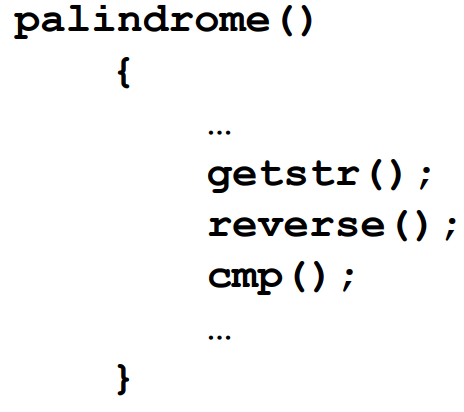 palindrome()
{
…
getstr();
reverse();
cmp();
…
}